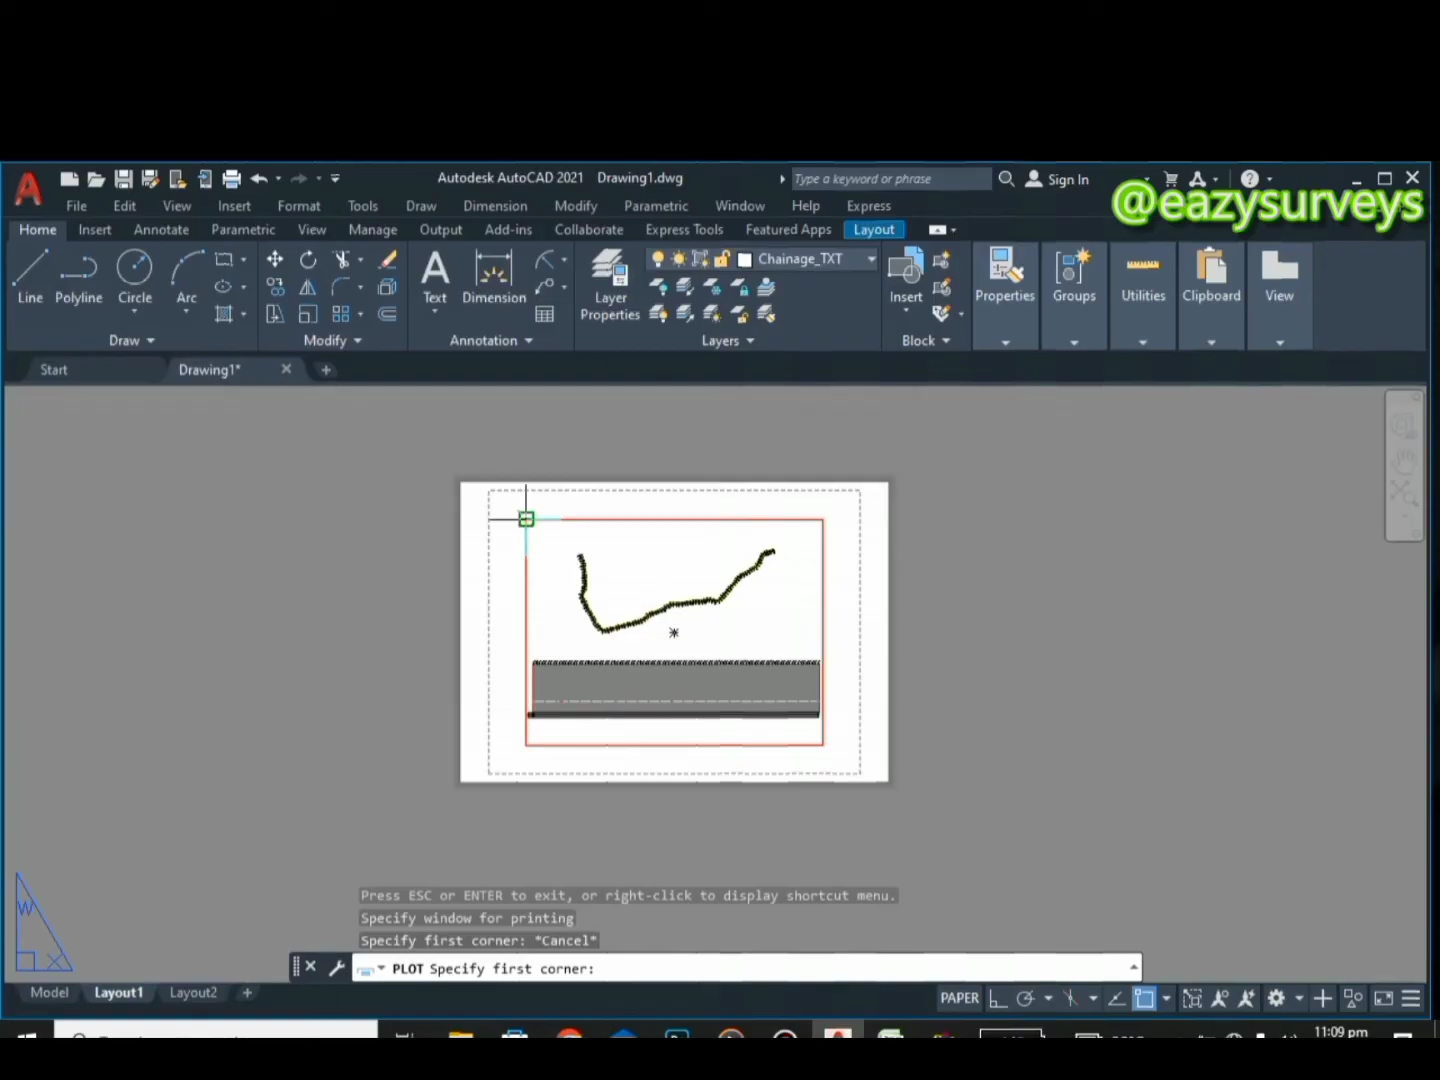 Autodesk AutoCAD 2021 Drawing1.dwg Type a keyword or phrase Sign In
@eazysurveys
File Edit View Insert Format Tools Draw Dimension Modify Parametric Window Help Express
Home Insert Annotate Parametric View Manage Output Add-ins Collaborate Express Tools Featured Apps Layout
Chainage_TXT
Line Polyline Circle Arc Text Dimension Layer Properties Insert Properties Groups Utilities Clipboard View
Draw Modify Annotation Layers Block
Start Drawing1*
Press ESC or ENTER to exit, or right-click to display shortcut menu.
Specify window for printing
Specify first corner: *Cancel*
PLOT Specify first corner:
W
X
Model Layout1 Layout2 PAPER
11:09 pm